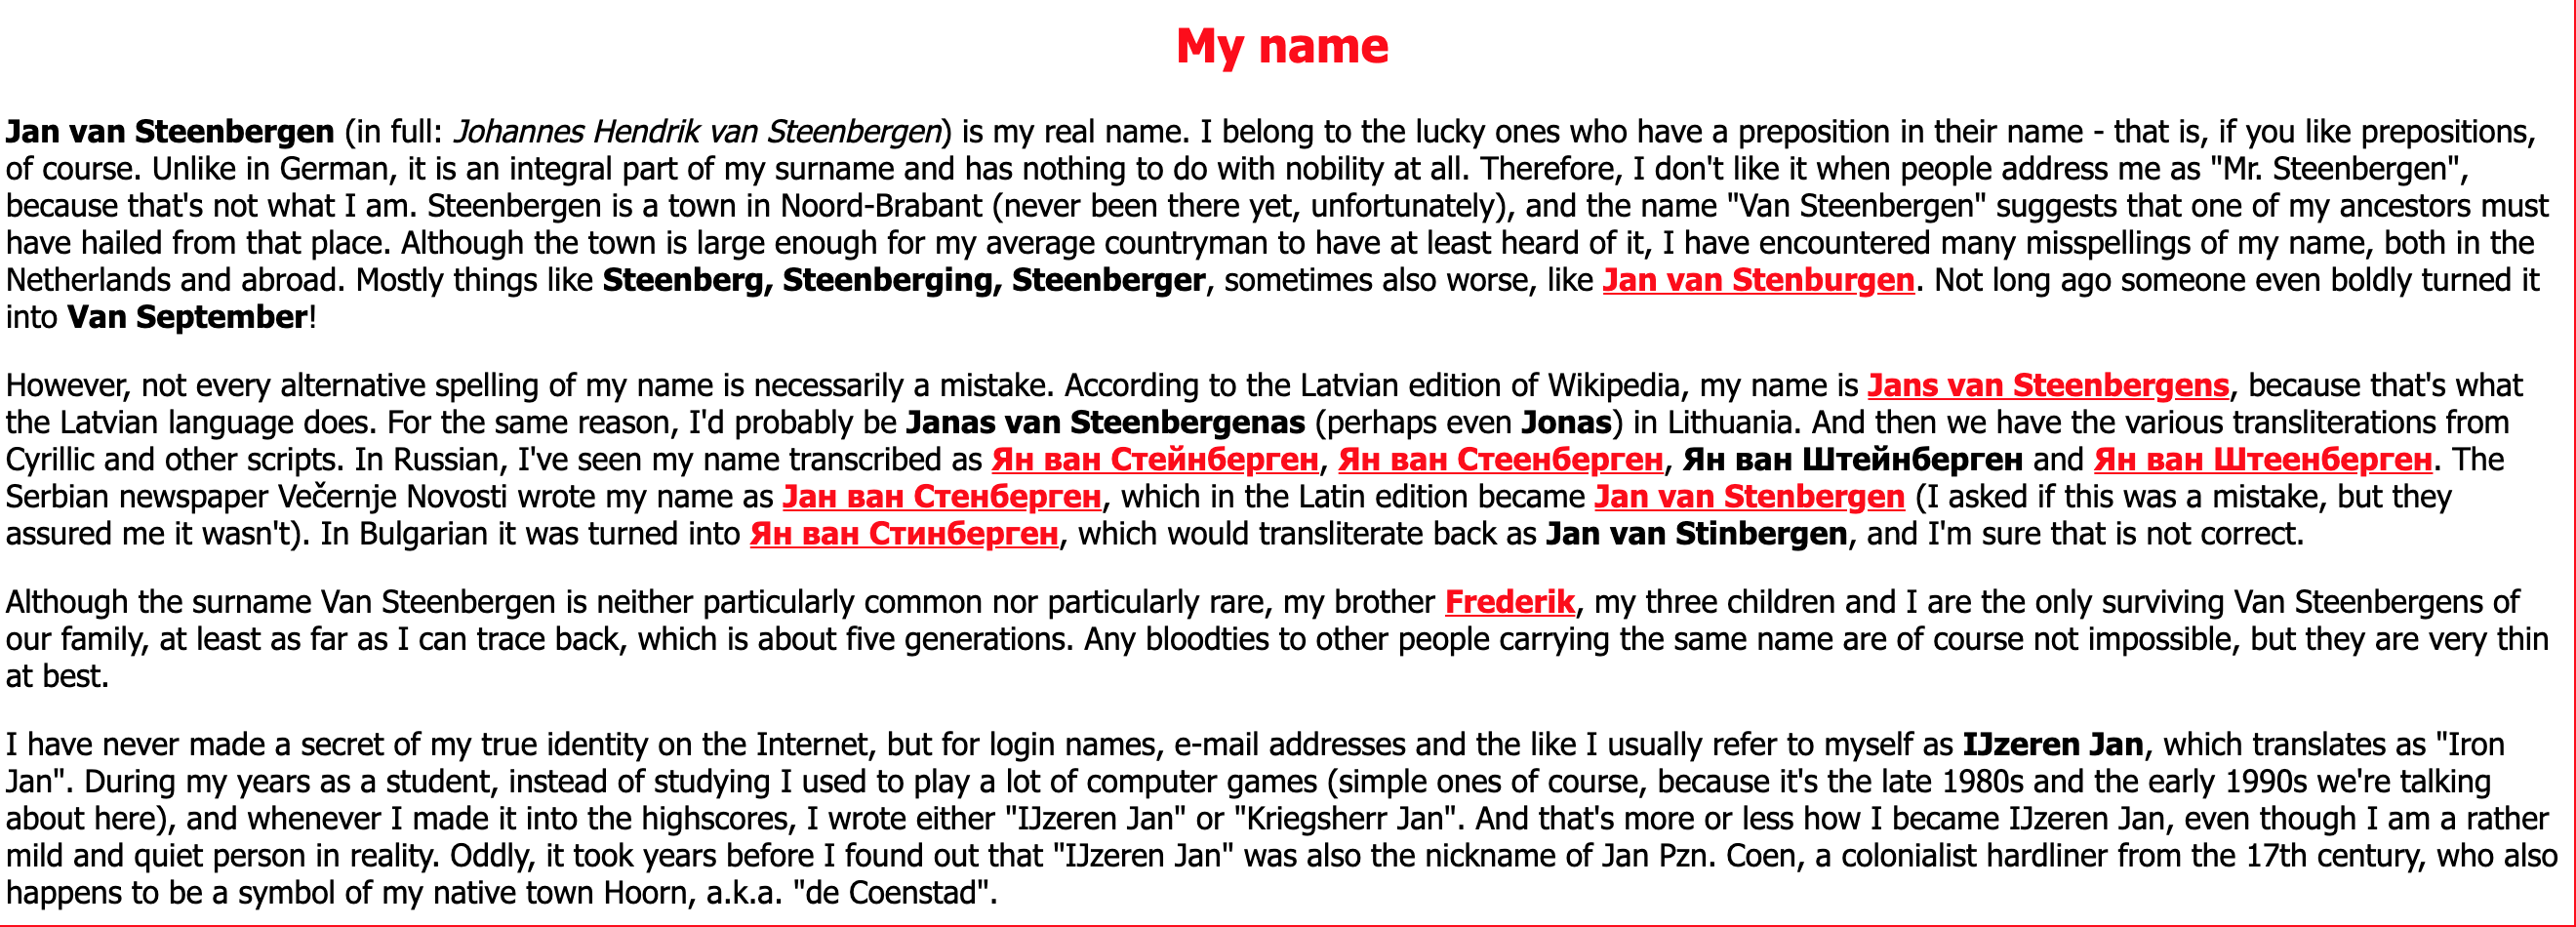 My name
Jan van Steenbergen (in full: Johannes Hendrik van Steenbergen) is my real name. I belong to the lucky ones who have a preposition in their name - that is, if you like prepositions,
of course. Unlike in German, it is an integral part of my surname and has nothing to do with nobility at all. Therefore, I don't like it when people address me as "Mr. Steenbergen",
because that's not what I am. Steenbergen is a town in Noord-Brabant (never been there yet, unfortunately), and the name "Van Steenbergen" suggests that one of my ancestors must
have hailed from that place. Although the town is large enough for my average countryman to have at least heard of it, I have encountered many misspellings of my name, both in the
Netherlands and abroad. Mostly things like Steenberg, Steenberging, Steenberger, sometimes also worse, like Jan van Stenburgen. Not long ago someone even boldly turned it
into Van September!
However, not every alternative spelling of my name is necessarily a mistake. According to the Latvian edition of Wikipedia, my name is Jans van Steenbergens, because that's what
the Latvian language does. For the same reason, I'd probably be Janas van Steenbergenas (perhaps even Jonas) in Lithuania. And then we have the various transliterations from
Cyrillic and other scripts. In Russian, I've seen my name transcribed as Ян ван Стейнберген, Ян ван Стеенберген, Ян ван Штейнберген and Ян ван Штеенберген. The
Serbian newspaper Večernje Novosti wrote my name as Јан ван Стенберген, which in the Latin edition became Jan van Stenbergen (I asked if this was a mistake, but they
assured me it wasn't). In Bulgarian it was turned into Ян ван Стинберген, which would transliterate back as Jan van Stinbergen, and I'm sure that is not correct.
Although the surname Van Steenbergen is neither particularly common nor particularly rare, my brother Frederik, my three children and I are the only surviving Van Steenbergens of
our family, at least as far as I can trace back, which is about five generations. Any bloodties to other people carrying the same name are of course not impossible, but they are very thin
at best.
I have never made a secret of my true identity on the Internet, but for login names, e-mail addresses and the like I usually refer to myself as IJzeren Jan, which translates as "Iron
Jan". During my years as a student, instead of studying I used to play a lot of computer games (simple ones of course, because it's the late 1980s and the early 1990s we're talking
about here), and whenever I made it into the highscores, I wrote either "IJzeren Jan" or "Kriegsherr Jan". And that's more or less how I became IJzeren Jan, even though I am a rather
mild and quiet person in reality. Oddly, it took years before I found out that "IJzeren Jan" was also the nickname of Jan Pzn. Coen, a colonialist hardliner from the 17th century, who also
happens to be a symbol of my native town Hoorn, a.k.a. "de Coenstad".